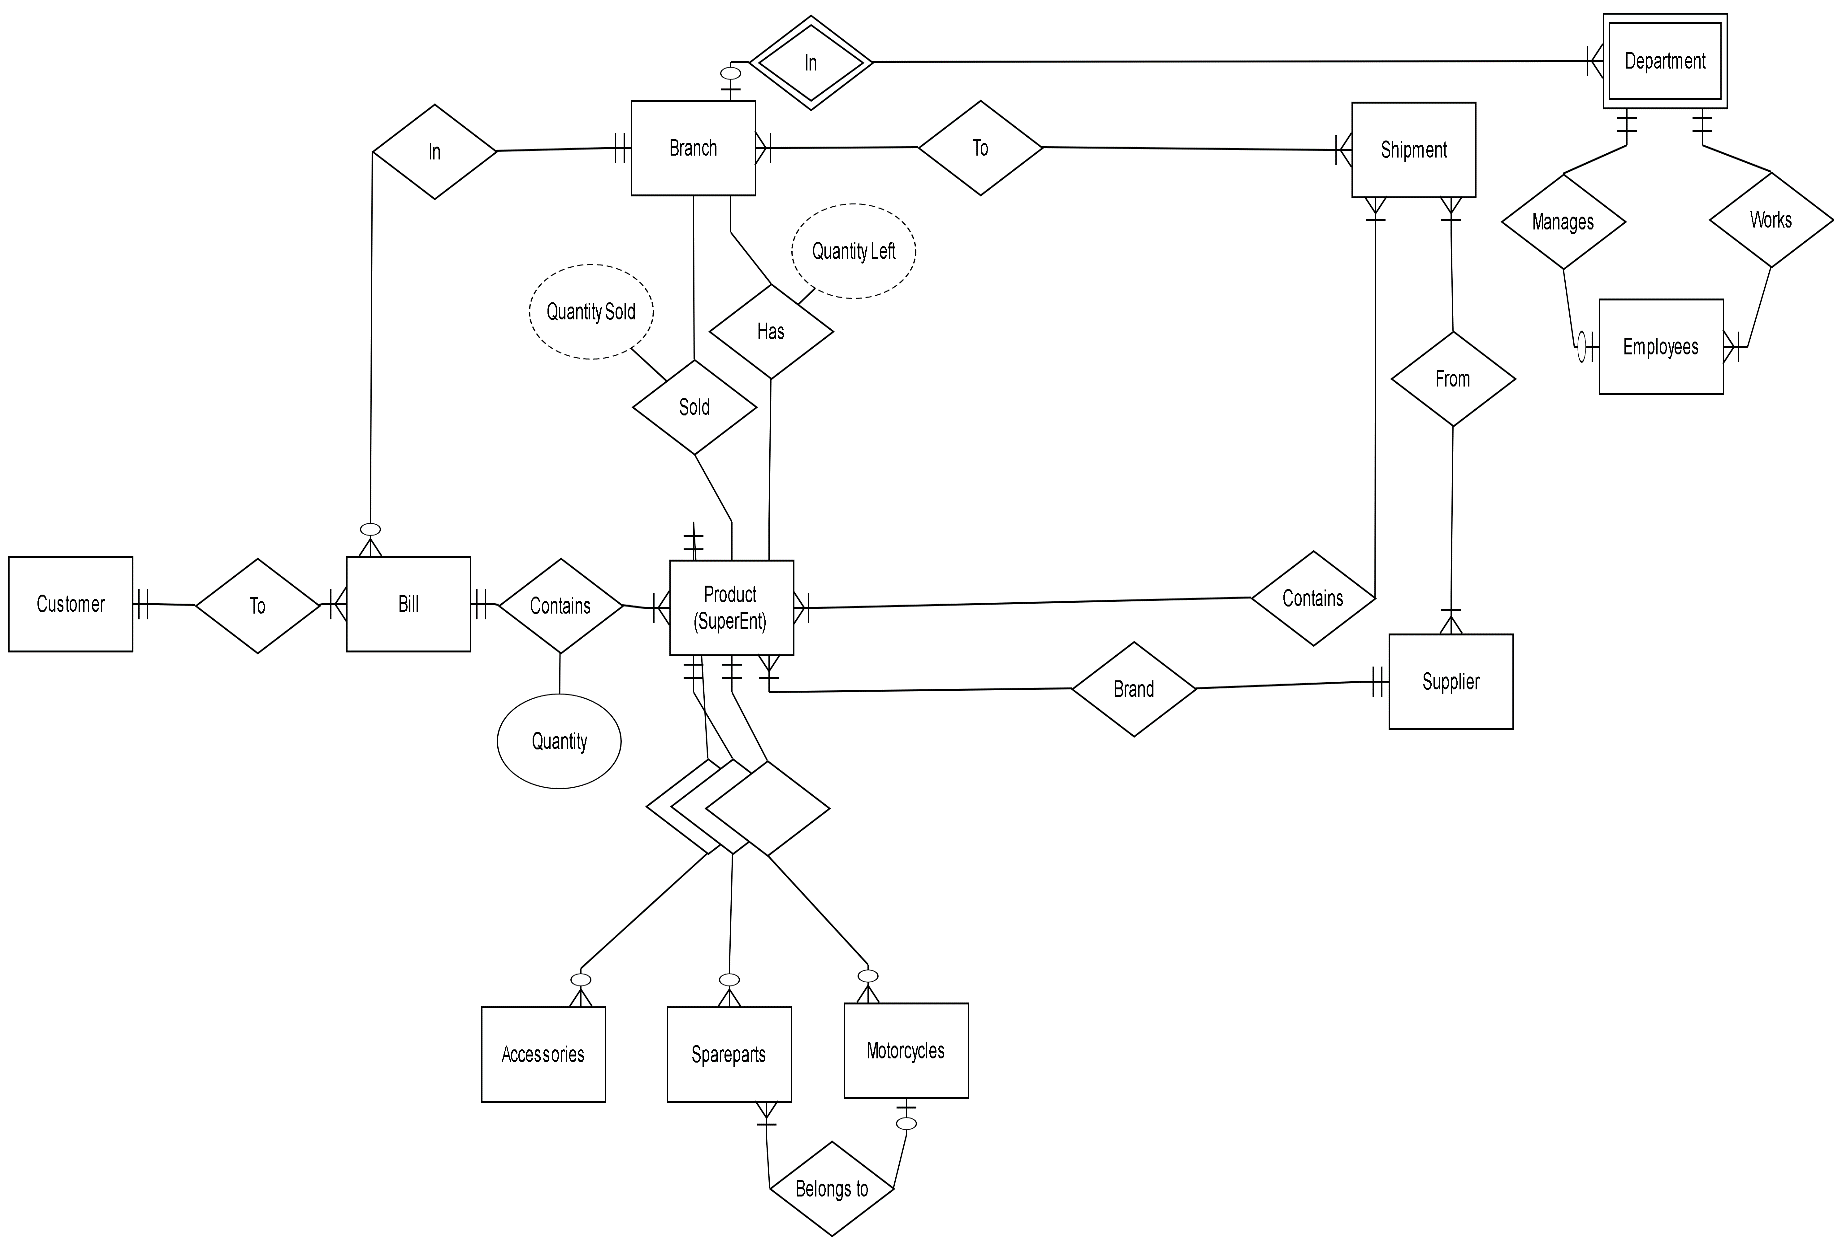 In
Department
Branch
To
Shipment
In
Manages
Works
Quantity Left
Quantity Sold
Has
Employees
From
Sold
Customer
To
Bill
Contains
Product
(SuperEnt)
Contains
Brand
Supplier
Quantity
Accessories
Spareparts
Motorcycles
Belongs to